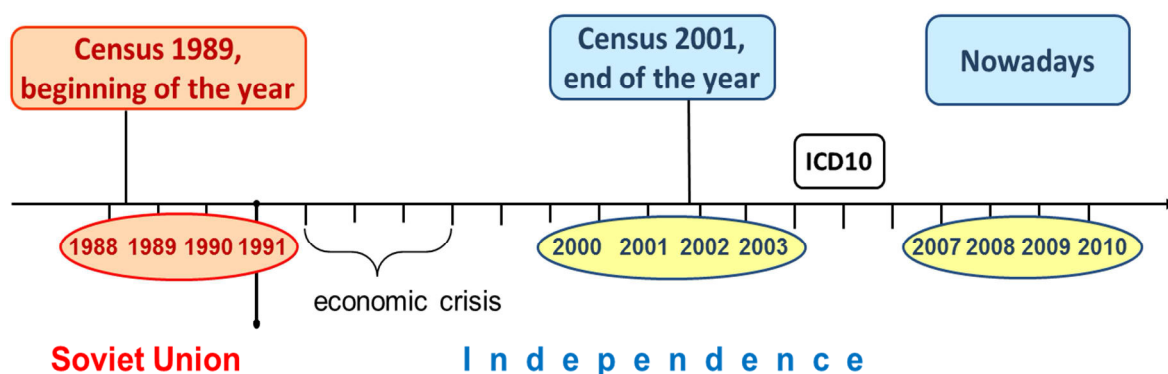 Census 1989,
beginning of the year
Census 2001,
end of the year
Nowadays
ICD10
1988 1989 1990 1991
2000 2001 2002 2003
2007 2008 2009 2010
economic crisis
Soviet Union
Independence